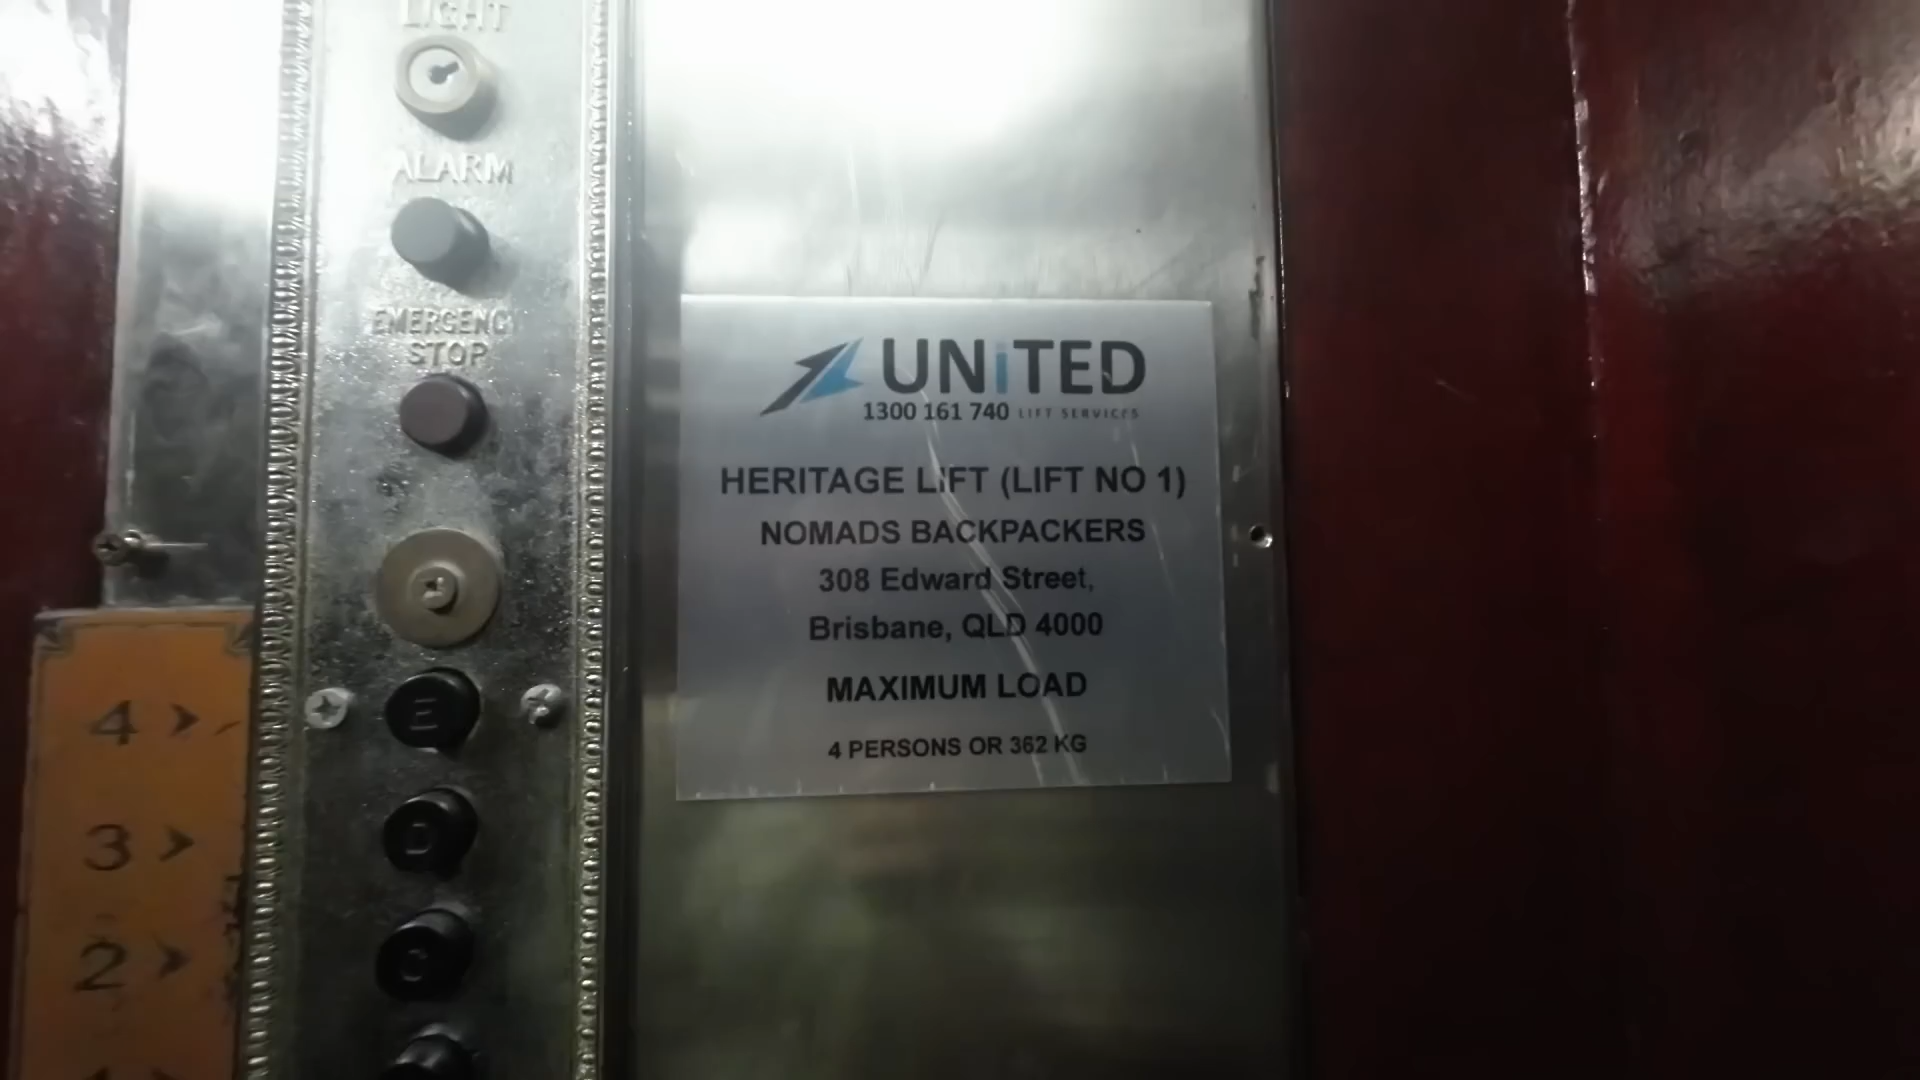 LIGHT
ALARM
EMERGENCY
STOP
E
D
C
4 >
3 >
2 >
UNiTED
1300 161 740 LIFT SERVICES
HERITAGE LIFT (LIFT NO 1)
NOMADS BACKPACKERS
308 Edward Street,
Brisbane, QLD 4000
MAXIMUM LOAD
4 PERSONS OR 362 KG